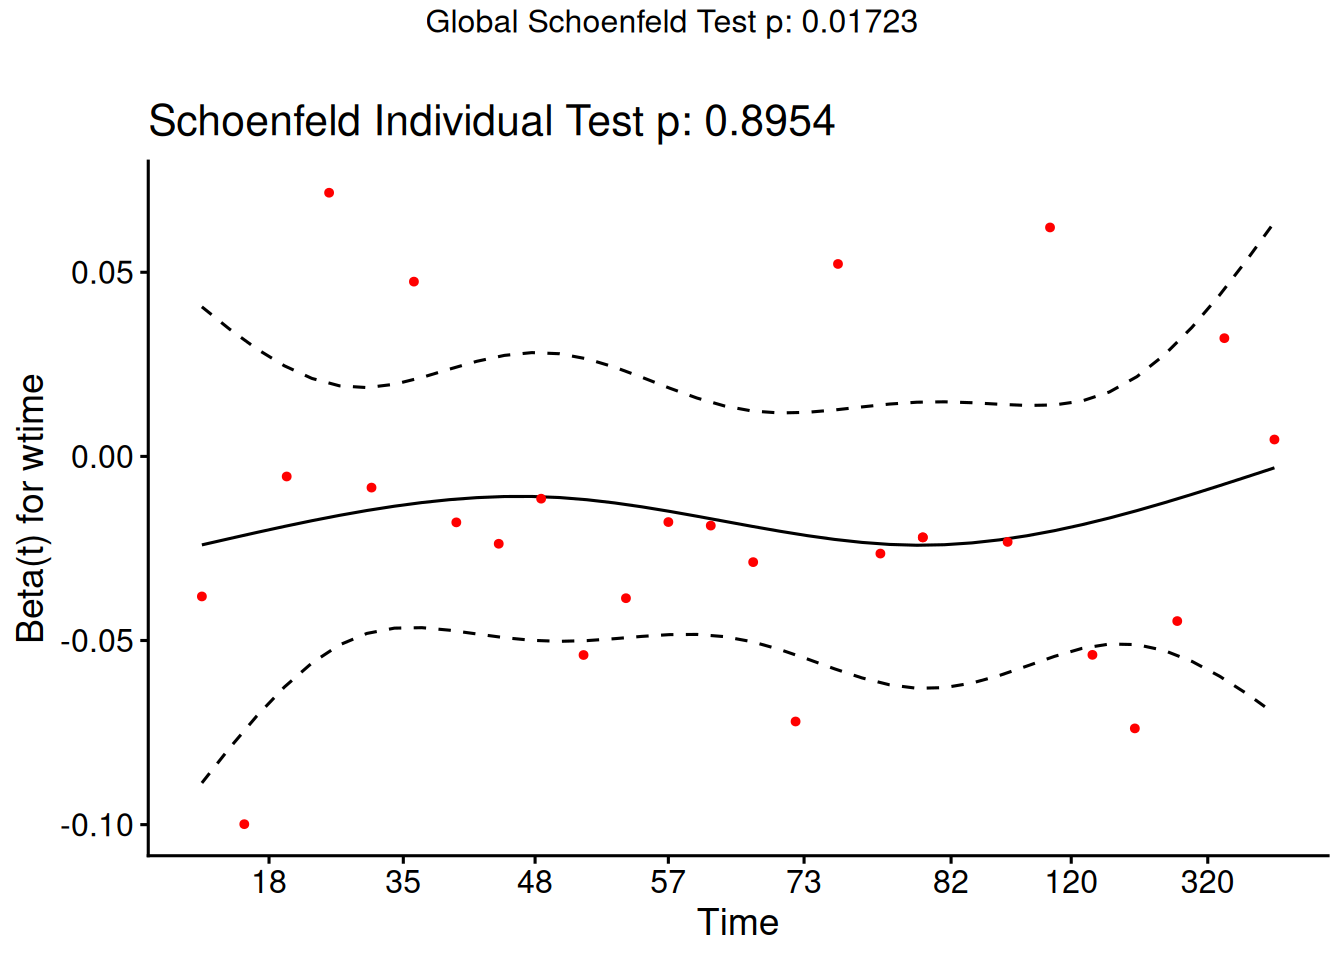 Global Schoenfeld Test p: 0.01723
Schoenfeld Individual Test p: 0.8954
Beta(t) for wtime
0.05
0.00
-0.05
-0.10
18 35 48 57 73 82 120 320
Time